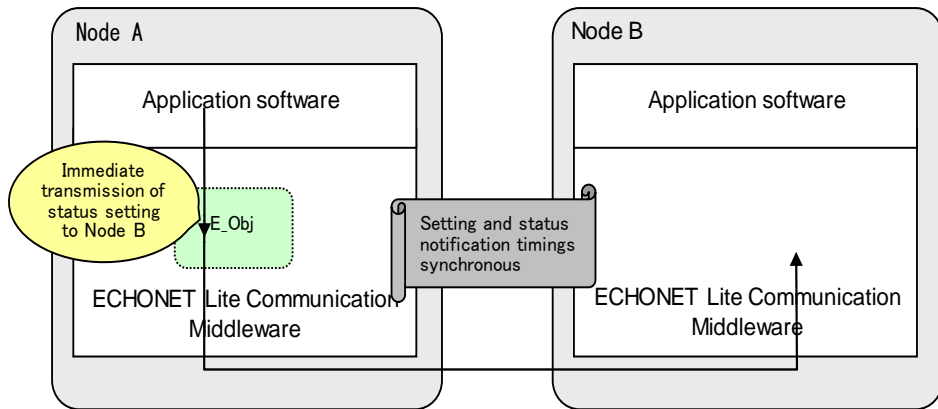 Node A
Application software
Immediate
transmission of
status setting
to Node B
E_Obj
ECHONET Lite Communication
Middleware
Setting and status
notification timings
synchronous
Node B
Application software
ECHONET Lite Communication
Middleware